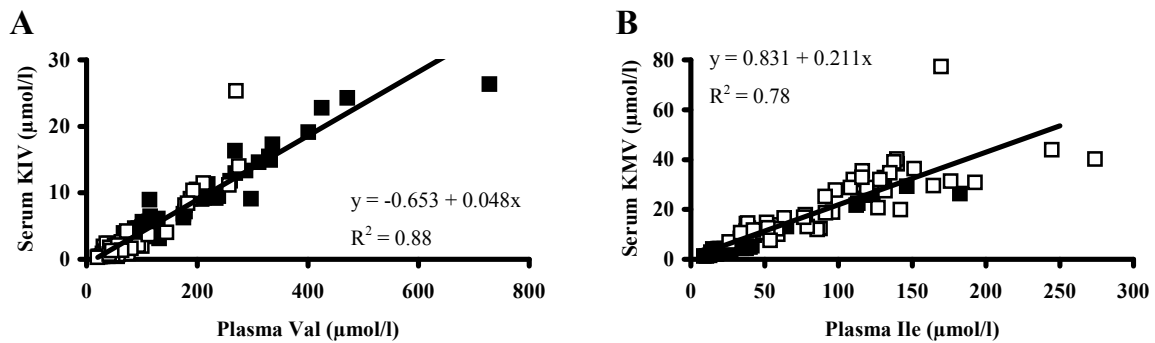 A
B
30
20
10
0
Serum KIV (µmol/l)
y = -0.653 + 0.048x
R² = 0.88
0 200 400 600 800
Plasma Val (µmol/l)
80
60
40
20
0
Serum KMV (µmol/l)
y = 0.831 + 0.211x
R² = 0.78
0 50 100 150 200 250 300
Plasma Ile (µmol/l)